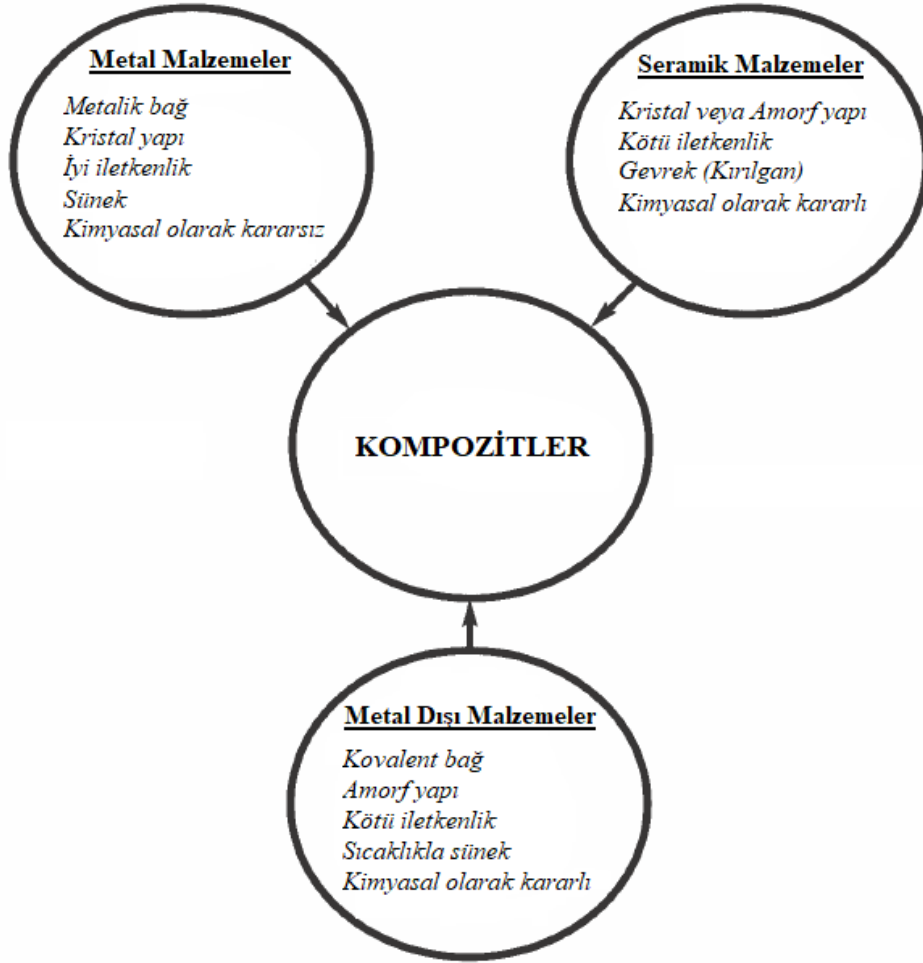 Metal Malzemeler
Metalik bağ
Kristal yapı
İyi iletkenlik
Sünek
Kimyasal olarak kararsız
Seramik Malzemeler
Kristal veya Amorf yapı
Kötü iletkenlik
Gevrek (Kırılgan)
Kimyasal olarak kararlı
KOMPOZİTLER
Metal Dışı Malzemeler
Kovalent bağ
Amorf yapı
Kötü iletkenlik
Sıcaklıkla sünek
Kimyasal olarak kararlı